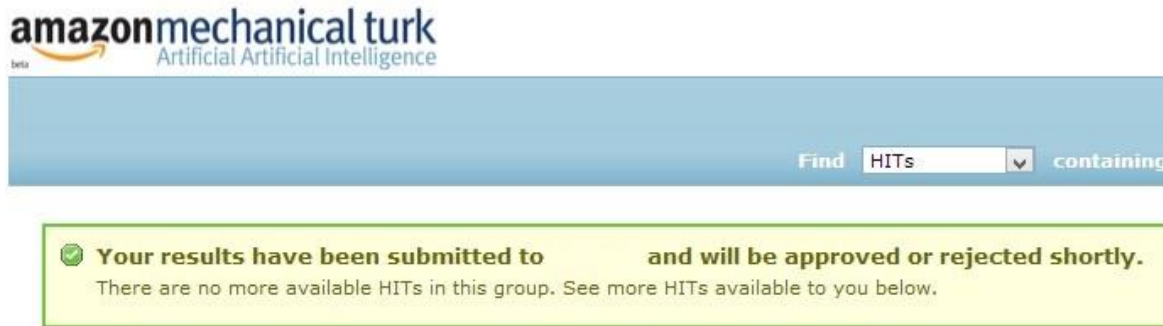 amazonmechanical turk
Artificial Artificial Intelligence
beta
Find HITs containing
Your results have been submitted to and will be approved or rejected shortly.
There are no more available HITs in this group. See more HITs available to you below.